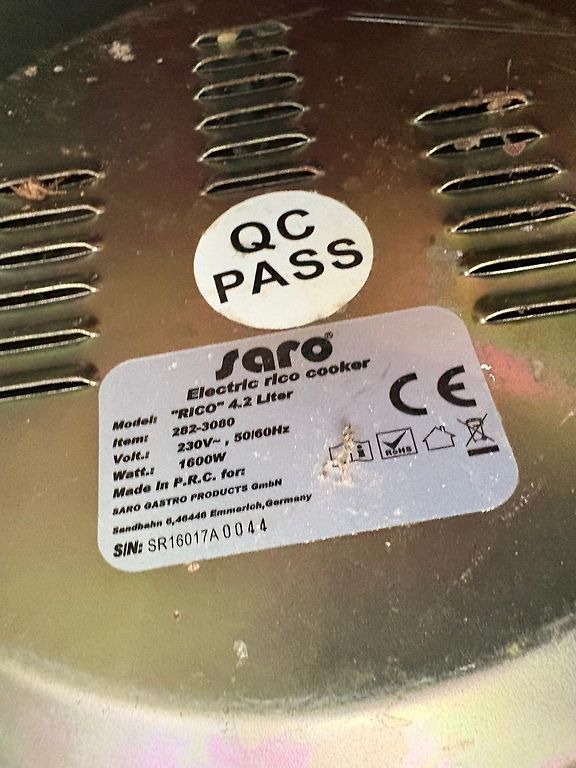 QC
PASS
saro®
Electric rico cooker
Model: "RICO" 4.2 Liter
Item: 282-3080
Volt.: 230V~ , 50/60Hz
Watt.: 1600W
Made in P.R.C. for:
SARO GASTRO PRODUCTS GmbH
Sandbahn 6,46446 Emmerich,Germany
S/N: SR16017A0044
CE
i
RoHS